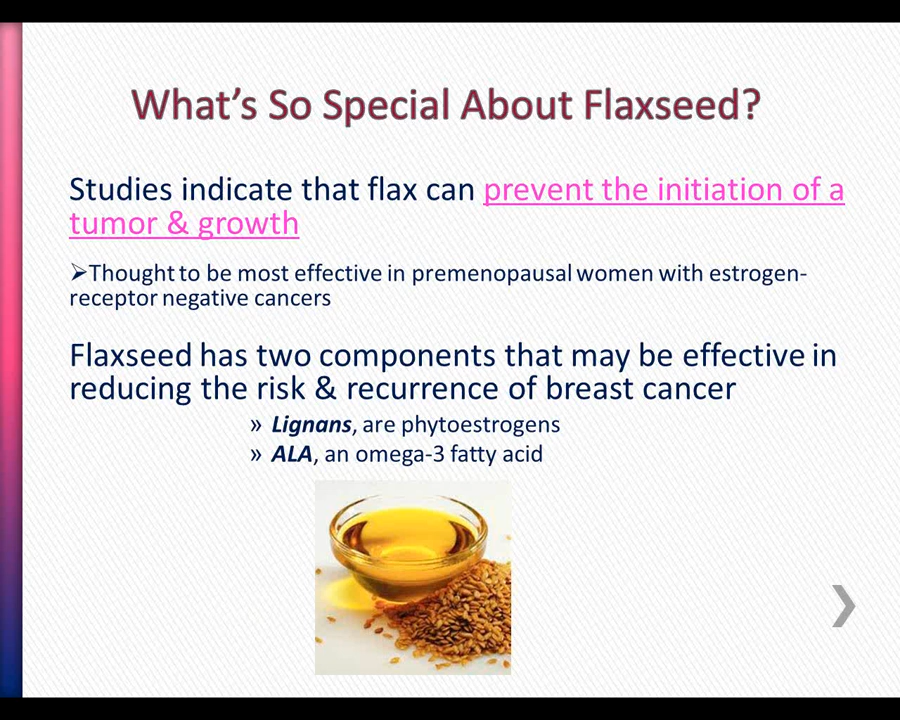 What's So Special About Flaxseed?
Studies indicate that flax can prevent the initiation of a
tumor & growth
➢Thought to be most effective in premenopausal women with estrogen-
receptor negative cancers
Flaxseed has two components that may be effective in
reducing the risk & recurrence of breast cancer
» Lignans, are phytoestrogens
» ALA, an omega-3 fatty acid